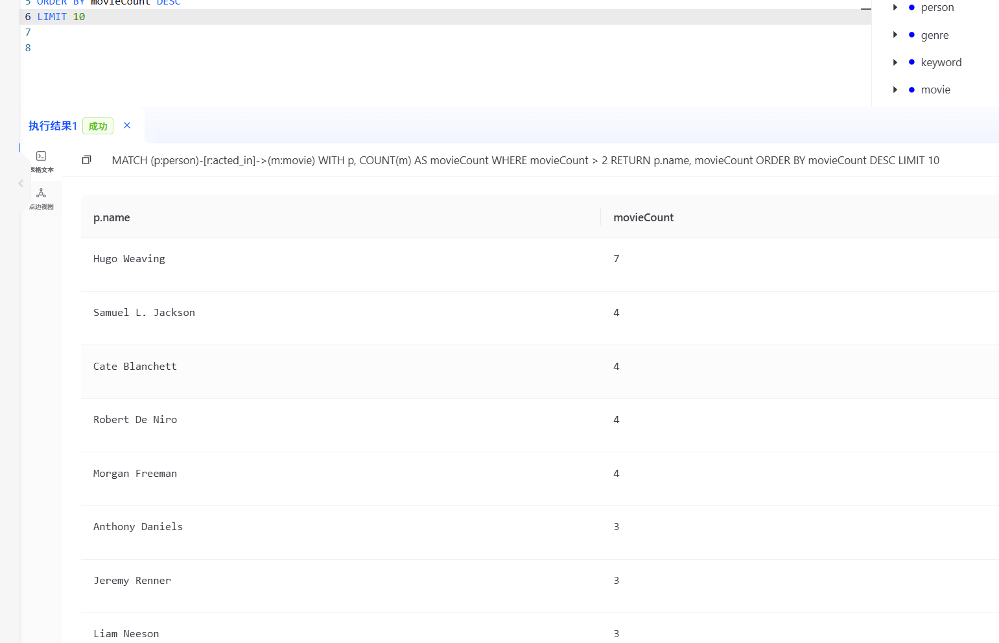 5 ORDER BY movieCount DESC
6 LIMIT 10
7
8
person
genre
keyword
movie
执行结果1 成功 ×
表格文本
点边视图
MATCH (p:person)-[r:acted_in]->(m:movie) WITH p, COUNT(m) AS movieCount WHERE movieCount > 2 RETURN p.name, movieCount ORDER BY movieCount DESC LIMIT 10
p.name movieCount
Hugo Weaving 7
Samuel L. Jackson 4
Cate Blanchett 4
Robert De Niro 4
Morgan Freeman 4
Anthony Daniels 3
Jeremy Renner 3
Liam Neeson 3